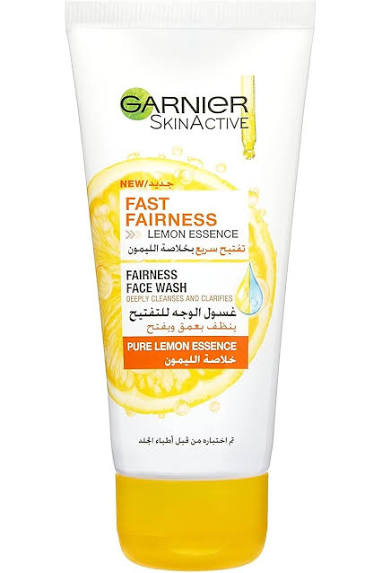 GARNIER
SKINACTIVE
NEW/جديد
FAST
FAIRNESS
LEMON ESSENCE
تفتيح سريع بخلاصة الليمون
FAIRNESS
FACE WASH
DEEPLY CLEANSES AND CLARIFIES
غسول الوجه للتفتيح
ينظف بعمق ويفتح
PURE LEMON ESSENCE
خلاصة الليمون
تم اختباره من قبل أطباء الجلد